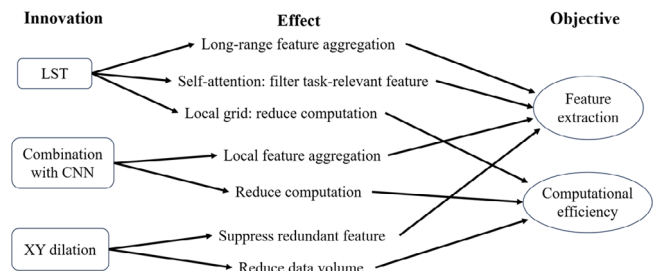 Innovation
Effect
Objective
LST
Long-range feature aggregation
Self-attention: filter task-relevant feature
Local grid: reduce computation
Feature
extraction
Combination
with CNN
Local feature aggregation
Reduce computation
Computational
efficiency
XY dilation
Suppress redundant feature
Reduce data volume